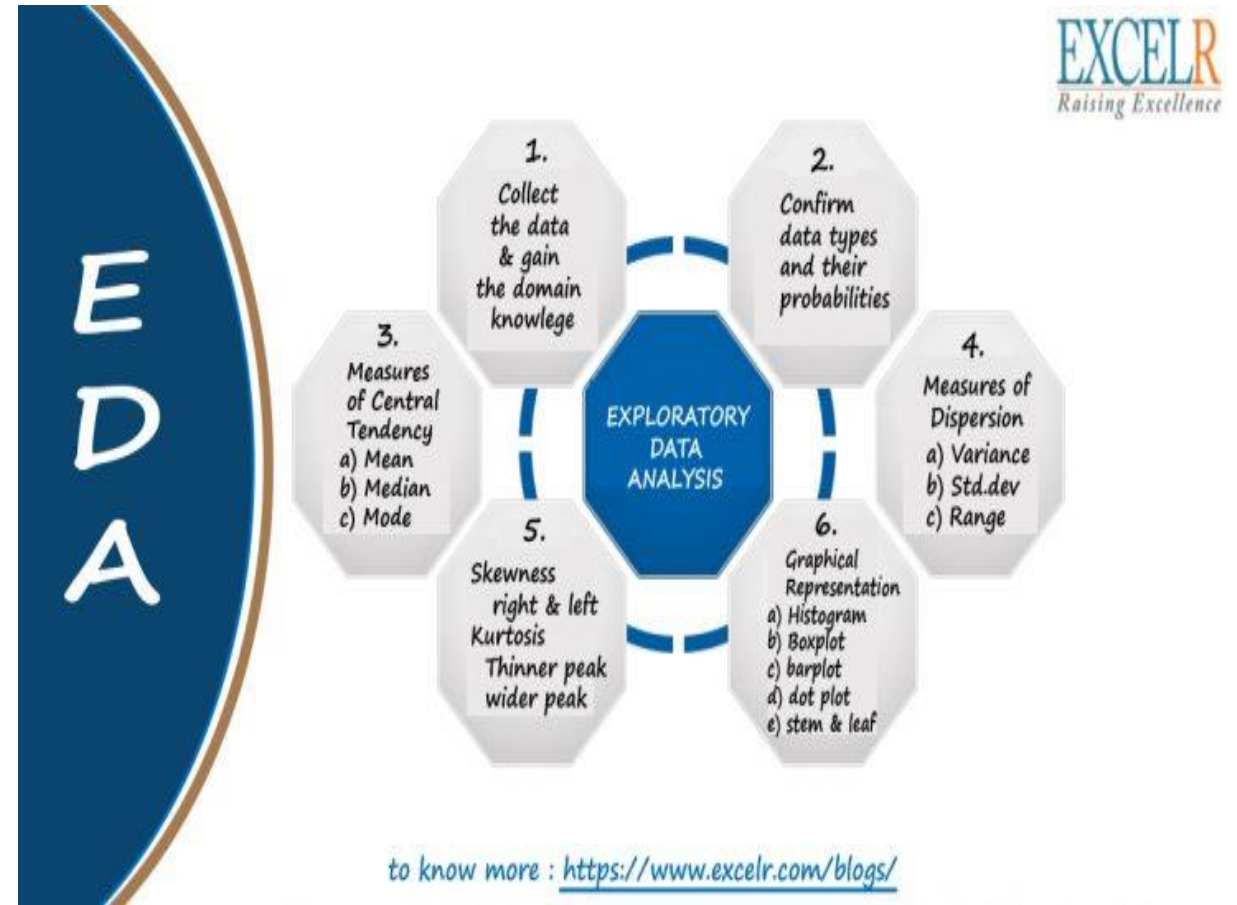 EXCELR
Raising Excellence
E
D
A
1.
Collect
the data
& gain
the domain
knowlege
2.
Confirm
data types
and their
probabilities
3.
Measures
of Central
Tendency
a) Mean
b) Median
c) Mode
EXPLORATORY
DATA
ANALYSIS
4.
Measures of
Dispersion
a) Variance
b) Std.dev
c) Range
5.
Skewness
right & left
Kurtosis
Thinner peak
wider peak
6.
Graphical
Representation
a) Histogram
b) Boxplot
c) barplot
d) dot plot
e) stem & leaf
to know more : https://www.excelr.com/blogs/